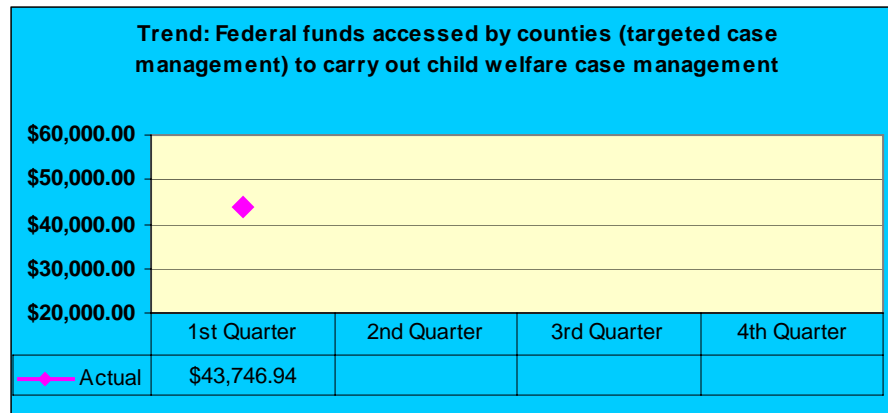 Trend: Federal funds accessed by counties (targeted case
management) to carry out child welfare case management
$60,000.00
$50,000.00
$40,000.00
$30,000.00
$20,000.00
1st Quarter 2nd Quarter 3rd Quarter 4th Quarter
Actual $43,746.94